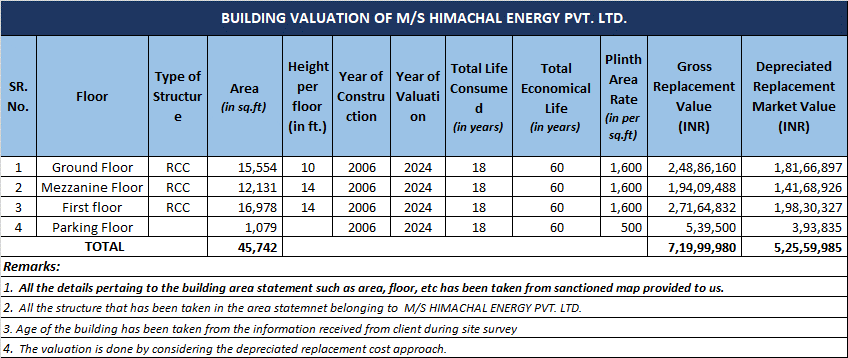 BUILDING VALUATION OF M/S HIMACHAL ENERGY PVT. LTD.
SR. No. | Floor | Type of Structure | Area (in sq.ft) | Height per floor (in ft.) | Year of Construction | Year of Valuation | Total Life Consumed (in years) | Total Economical Life (in years) | Plinth Area Rate (in per sq.ft) | Gross Replacement Value (INR) | Depreciated Replacement Market Value (INR)
1 | Ground Floor | RCC | 15,554 | 10 | 2006 | 2024 | 18 | 60 | 1,600 | 2,48,86,160 | 1,81,66,897
2 | Mezzanine Floor | RCC | 12,131 | 14 | 2006 | 2024 | 18 | 60 | 1,600 | 1,94,09,488 | 1,41,68,926
3 | First floor | RCC | 16,978 | 14 | 2006 | 2024 | 18 | 60 | 1,600 | 2,71,64,832 | 1,98,30,327
4 | Parking Floor | | 1,079 | | 2006 | 2024 | 18 | 60 | 500 | 5,39,500 | 3,93,835
TOTAL | 45,742 | 7,19,99,980 | 5,25,59,985
Remarks:
1. All the details pertaining to the building area statement such as area, floor, etc has been taken from sanctioned map provided to us.
2. All the structure that has been taken in the area statemnet belonging to M/S HIMACHAL ENERGY PVT. LTD.
3. Age of the building has been taken from the information received from client during site survey
4. The valuation is done by considering the depreciated replacement cost approach.